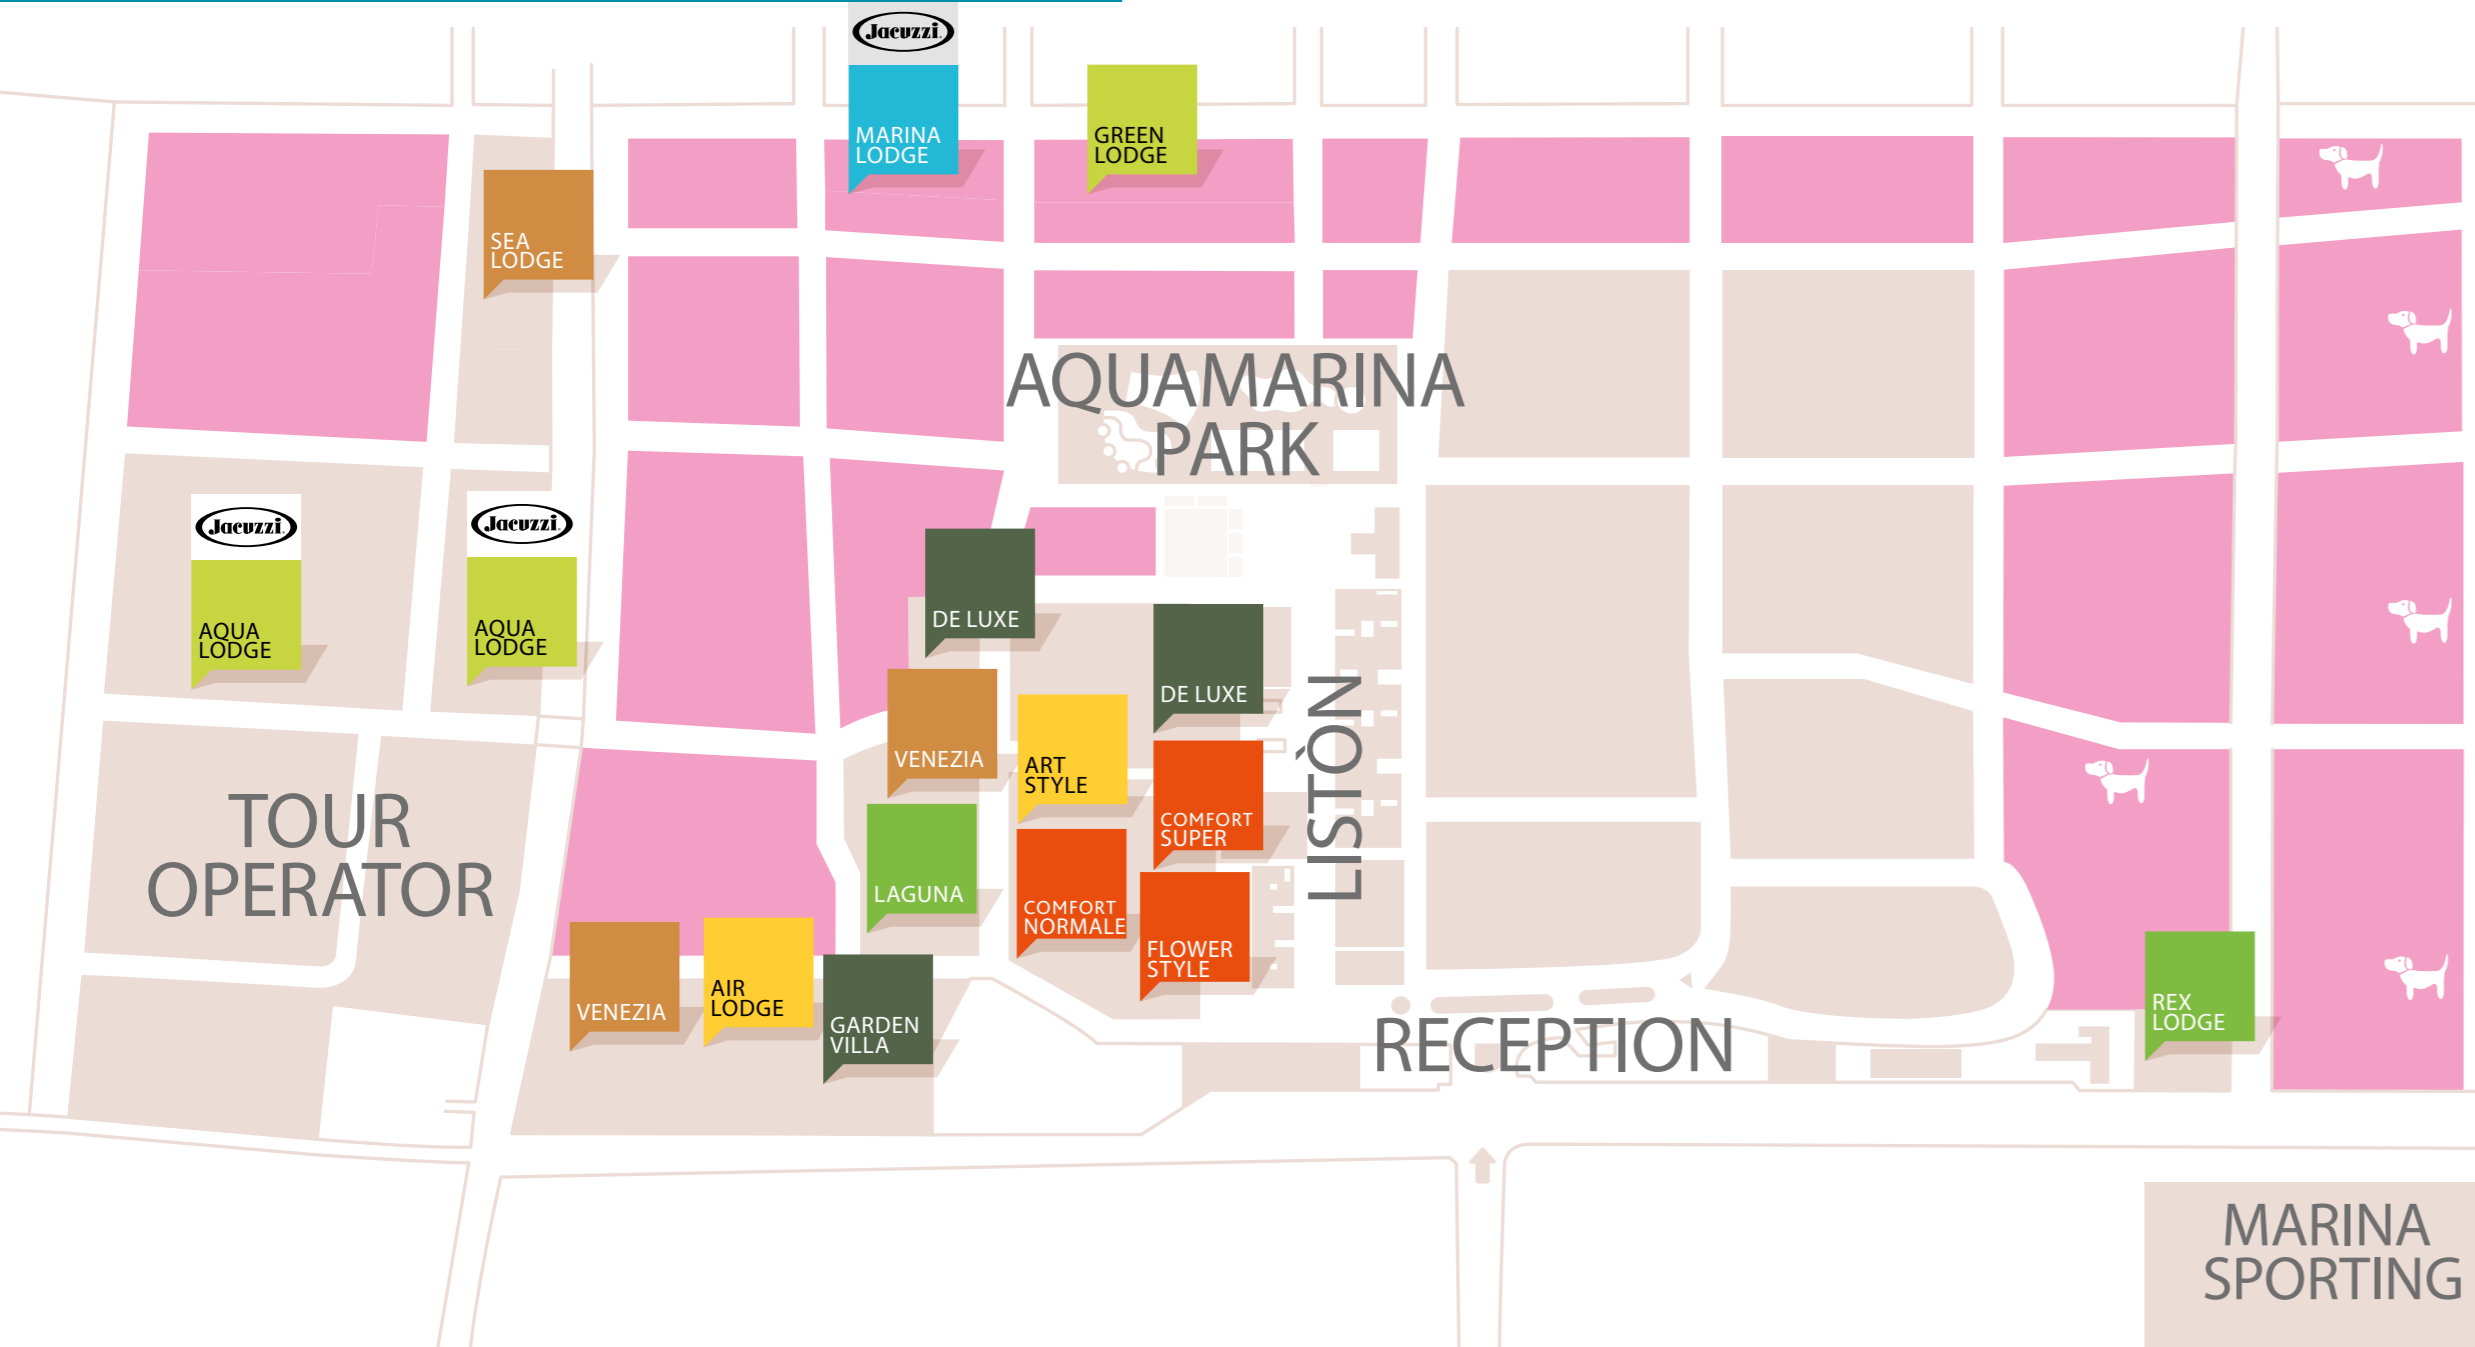 Jacuzzi
MARINA
LODGE
GREEN
LODGE
SEA
LODGE
AQUAMARINA
PARK
Jacuzzi
AQUA
LODGE
Jacuzzi
AQUA
LODGE
DE LUXE
DE LUXE
VENEZIA
ART
STYLE
COMFORT
SUPER
LISTÒN
TOUR
OPERATOR
LAGUNA
COMFORT
NORMALE
FLOWER
STYLE
VENEZIA
AIR
LODGE
GARDEN
VILLA
RECEPTION
REX
LODGE
MARINA
SPORTING